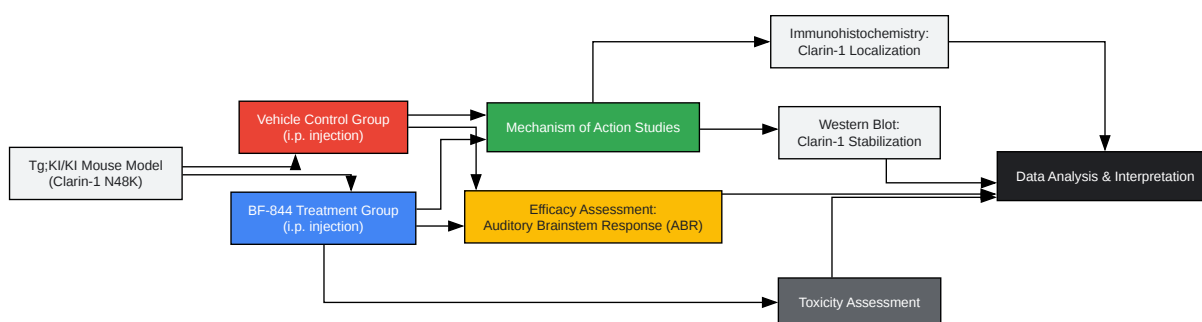 Tg;KI/KI Mouse Model
(Clarin-1 N48K)
Vehicle Control Group
(i.p. injection)
BF-844 Treatment Group
(i.p. injection)
Mechanism of Action Studies
Efficacy Assessment:
Auditory Brainstem Response (ABR)
Immunohistochemistry:
Clarin-1 Localization
Western Blot:
Clarin-1 Stabilization
Toxicity Assessment
Data Analysis & Interpretation